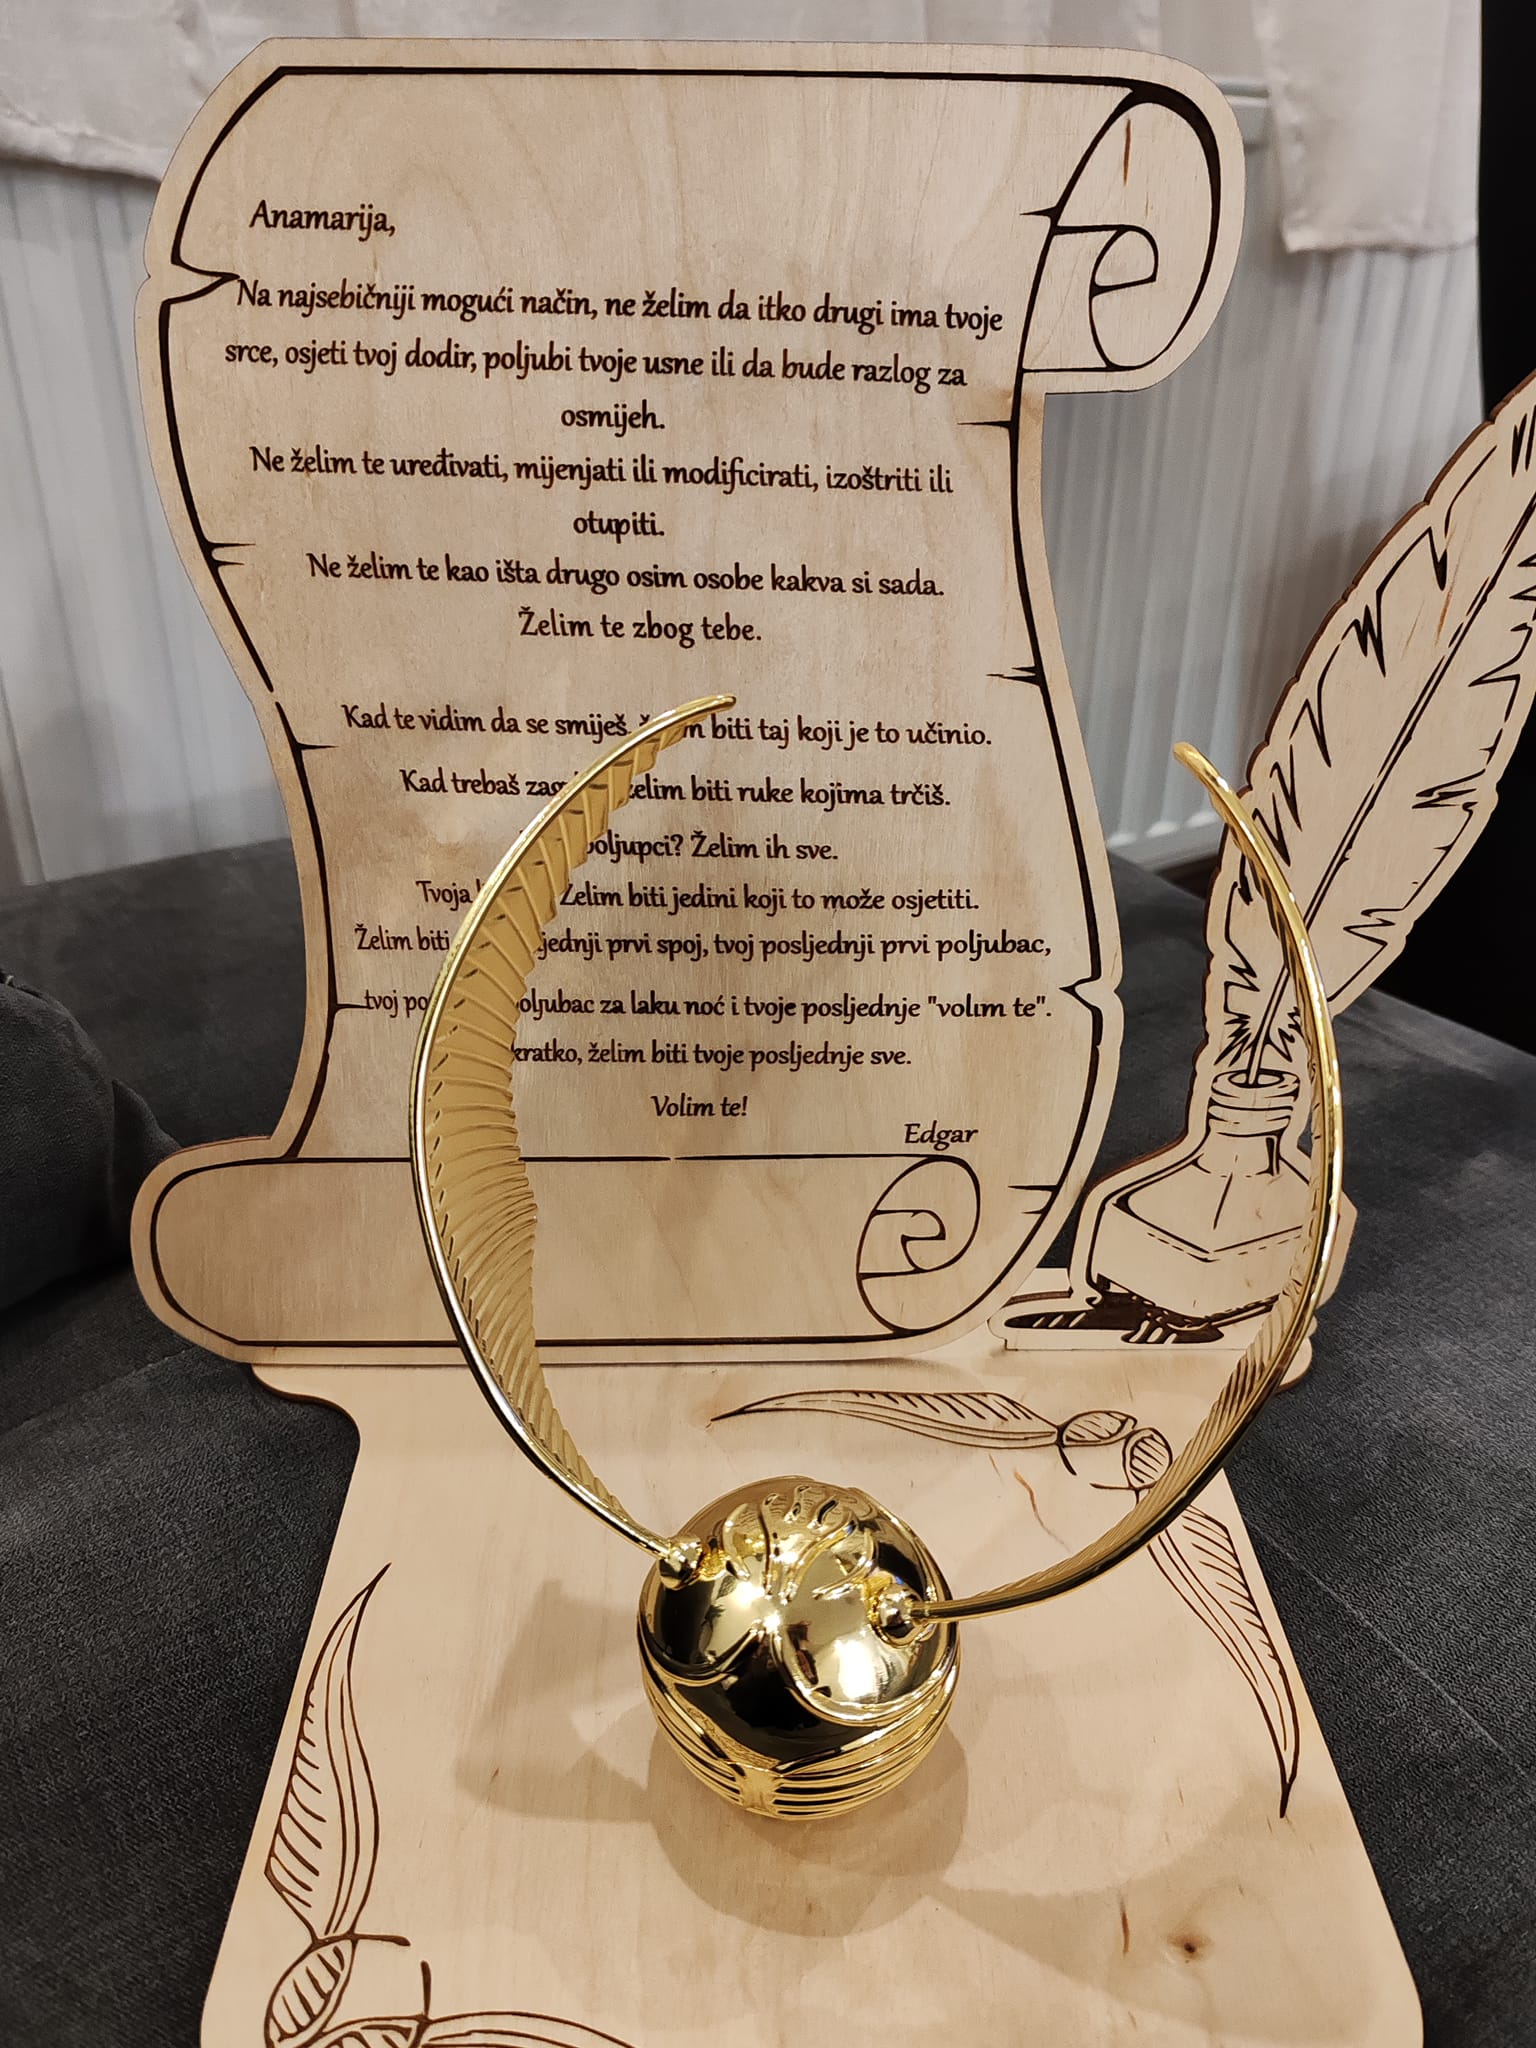 Anamarija,
Na najsebičniji mogući način, ne želim da itko drugi ima tvoje
srce, osjeti tvoj dodir, poljubi tvoje usne ili da bude razlog za
osmijeh.
Ne želim te uređivati, mijenjati ili modificirati, izoštriti ili
otupiti.
Ne želim te kao išta drugo osim osobe kakva si sada.
Želim te zbog tebe.
Kad te vidim da se smiješ, biti taj koji je to učinio.
Kad trebaš želim biti ruke kojima trčiš.
poljupci? Želim ih sve.
Tvoja Želim biti jedini koji to može osjetiti.
Želim biti prvi spoj, tvoj posljednji prvi poljubac,
tvoj poljubac za laku noć i tvoje posljednje "volim te".
kratko, želim biti tvoje posljednje sve.
Volim te!
Edgar